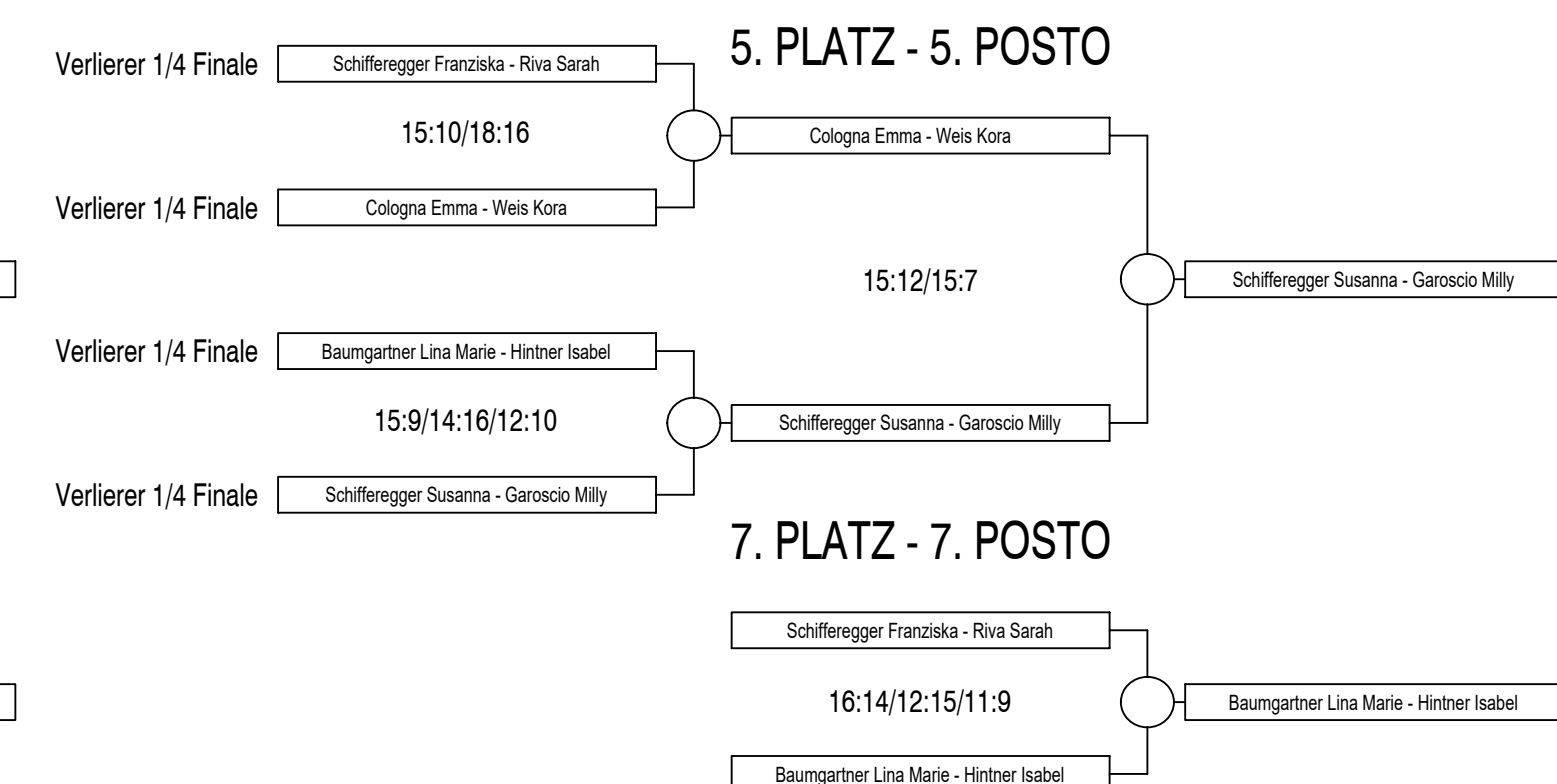 5. PLATZ - 5. POSTO
Verlierer 1/4 Finale
Schifferegger Franziska - Riva Sarah
15:10/18:16
Cologna Emma - Weis Kora
Verlierer 1/4 Finale
Cologna Emma - Weis Kora
15:12/15:7
Schifferegger Susanna - Garoscio Milly
Verlierer 1/4 Finale
Baumgartner Lina Marie - Hintner Isabel
15:9/14:16/12:10
Schifferegger Susanna - Garoscio Milly
Verlierer 1/4 Finale
Schifferegger Susanna - Garoscio Milly
7. PLATZ - 7. POSTO
Schifferegger Franziska - Riva Sarah
16:14/12:15/11:9
Baumgartner Lina Marie - Hintner Isabel
Baumgartner Lina Marie - Hintner Isabel